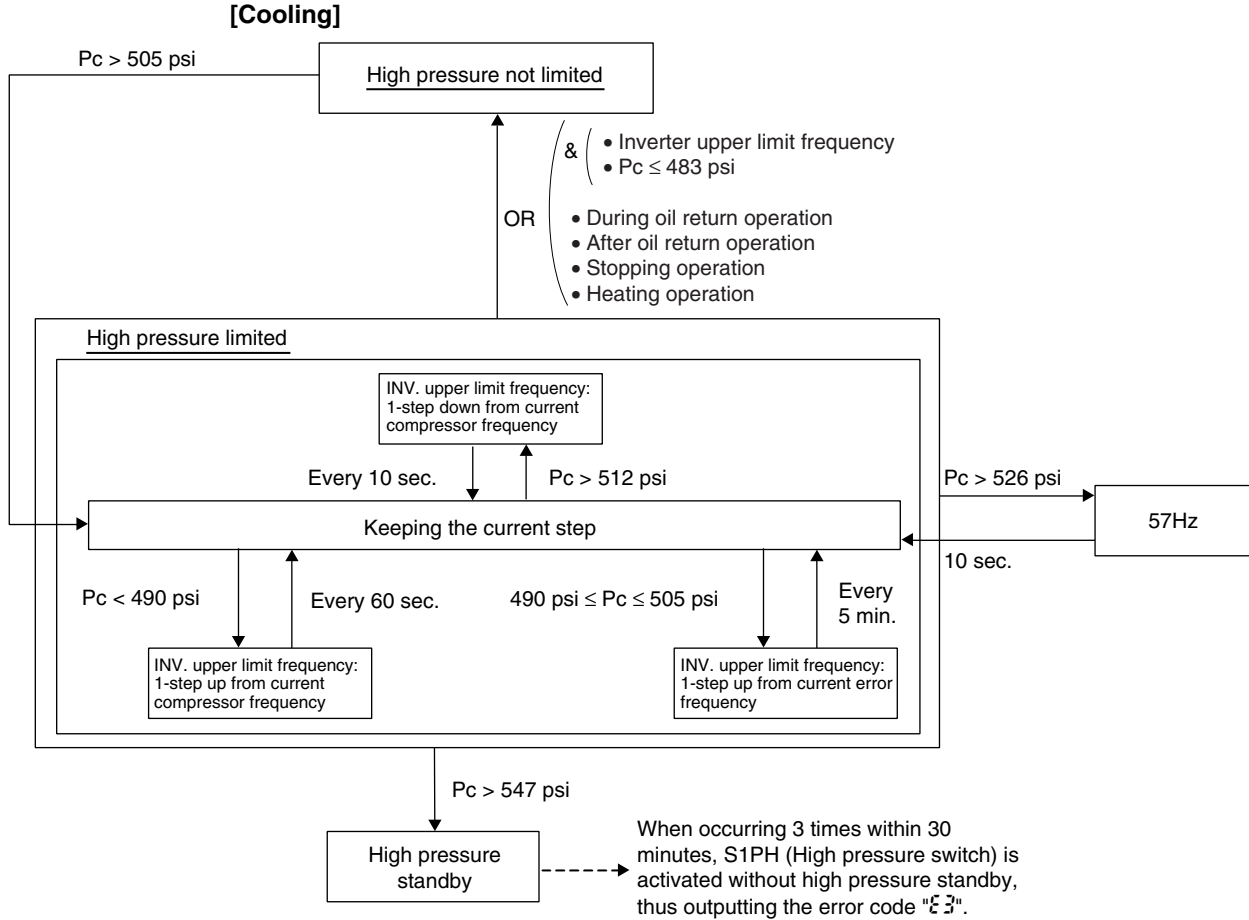 [Cooling]
Pc > 505 psi
High pressure not limited
&
• Inverter upper limit frequency
• Pc ≤ 483 psi
OR
• During oil return operation
• After oil return operation
• Stopping operation
• Heating operation
High pressure limited
INV. upper limit frequency:
1-step down from current
compressor frequency
Every 10 sec.
Pc > 512 psi
Pc > 526 psi
Keeping the current step
57Hz
10 sec.
Pc < 490 psi
Every 60 sec.
490 psi ≤ Pc ≤ 505 psi
Every
5 min.
INV. upper limit frequency:
1-step up from current
compressor frequency
INV. upper limit frequency:
1-step up from current error
frequency
Pc > 547 psi
High pressure
standby
When occurring 3 times within 30
minutes, S1PH (High pressure switch) is
activated without high pressure standby,
thus outputting the error code "E3".